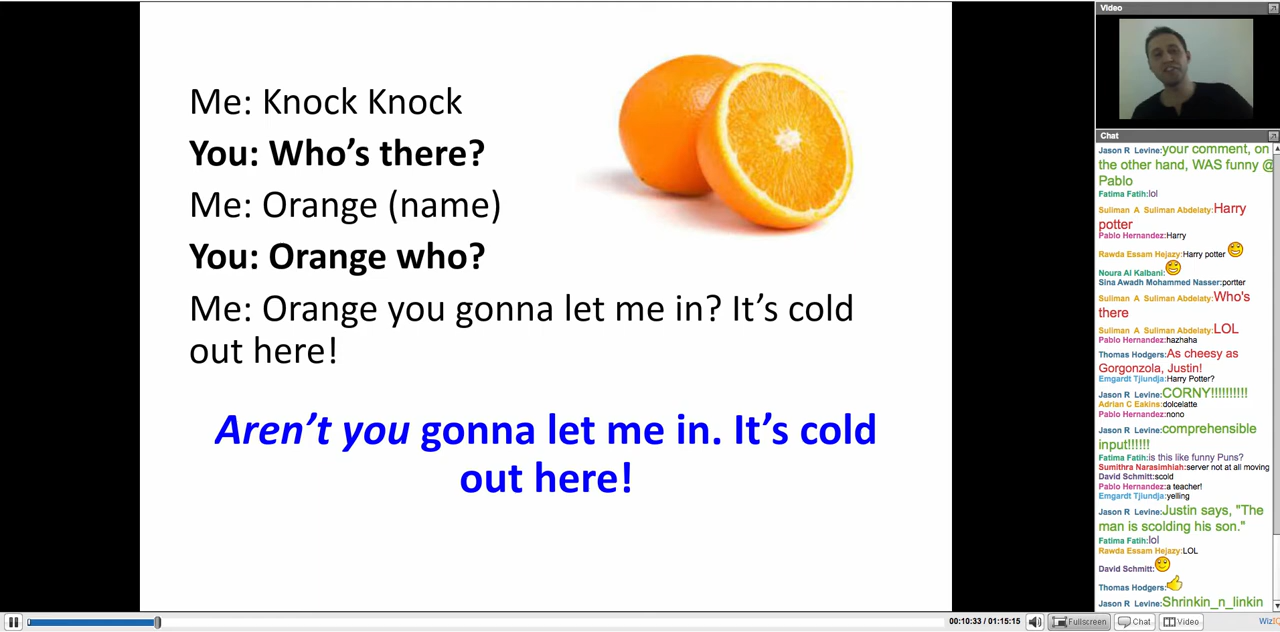 Me: Knock Knock
You: Who's there?
Me: Orange (name)
You: Orange who?
Me: Orange you gonna let me in? It's cold
out here!
Aren't you gonna let me in. It's cold
out here!
Video
Chat
Jason R Levine:your comment, on
the other hand, WAS funny @
Pablo
Fatima Fatih:lol
Suliman A Suliman Abdelaty:Harry
potter
Pablo Hernandez:Harry
Rawda Essam Hejazy:Harry potter
Noura Al Kalbani:
Sina Awadh Mohammed Nasser:portter
Suliman A Suliman Abdelaty:Who's
there
Suliman A Suliman Abdelaty:LOL
Pablo Hernandez:hazhaha
Thomas Hodgers:As cheesy as
Gorgonzola, Justin!
Emgardt Tjiundja:Harry Potter?
Jason R Levine:CORNY!!!!!!!!!!
Adrian C Eakins:dolcelatte
Pablo Hernandez:nono
Jason R Levine:comprehensible
input!!!!!!
Fatima Fatih:is this like funny Puns?
Sumithra Narasimhiah:server not at all moving
David Schmitt:scold
Pablo Hernandez:a teacher!
Emgardt Tjiundja:yelling
Jason R Levine:Justin says, "The
man is scolding his son."
Fatima Fatih:lol
Rawda Essam Hejazy:LOL
David Schmitt:
Thomas Hodgers:
Jason R Levine:Shrinkin_n_linkin
00:10:33 / 01:15:15
Fullscreen
Chat
Video
WizIQ